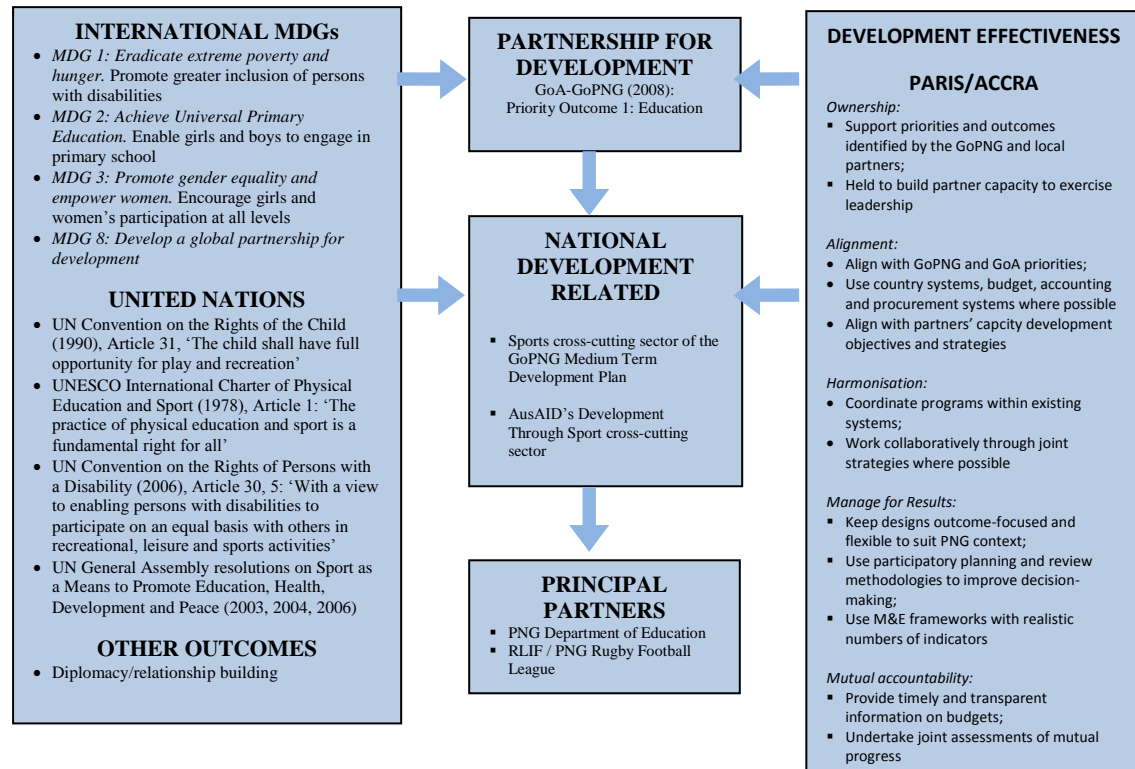 INTERNATIONAL MDGs
• MDG 1: Eradicate extreme poverty and
hunger. Promote greater inclusion of persons
with disabilities
• MDG 2: Achieve Universal Primary
Education. Enable girls and boys to engage in
primary school
• MDG 3: Promote gender equality and
empower women. Encourage girls and
women’s participation at all levels
• MDG 8: Develop a global partnership for
development
UNITED NATIONS
• UN Convention on the Rights of the Child
(1990), Article 31, ‘The child shall have full
opportunity for play and recreation’
• UNESCO International Charter of Physical
Education and Sport (1978), Article 1: ‘The
practice of physical education and sport is a
fundamental right for all’
• UN Convention on the Rights of Persons with
a Disability (2006), Article 30, 5: ‘With a view
to enabling persons with disabilities to
participate on an equal basis with others in
recreational, leisure and sports activities’
• UN General Assembly resolutions on Sport as
a Means to Promote Education, Health,
Development and Peace (2003, 2004, 2006)
OTHER OUTCOMES
• Diplomacy/relationship building
PARTNERSHIP FOR
DEVELOPMENT
GoA-GoPNG (2008):
Priority Outcome 1: Education
NATIONAL
DEVELOPMENT
RELATED
▪ Sports cross-cutting sector of the
GoPNG Medium Term
Development Plan
▪ AusAID’s Development
Through Sport cross-cutting
sector
PRINCIPAL
PARTNERS
▪ PNG Department of Education
▪ RLIF / PNG Rugby Football
League
DEVELOPMENT EFFECTIVENESS
PARIS/ACCRA
Ownership:
▪ Support priorities and outcomes
identified by the GoPNG and local
partners;
▪ Held to build partner capacity to exercise
leadership
Alignment:
• Align with GoPNG and GoA priorities;
• Use country systems, budget, accounting
and procurement systems where possible
• Align with partners’ capcity development
objectives and strategies
Harmonisation:
• Coordinate programs within existing
systems;
• Work collaboratively through joint
strategies where possible
Manage for Results:
▪ Keep designs outcome-focused and
flexible to suit PNG context;
▪ Use participatory planning and review
methodologies to improve decision-
making;
▪ Use M&E frameworks with realistic
numbers of indicators
Mutual accountability:
▪ Provide timely and transparent
information on budgets;
▪ Undertake joint assessments of mutual
progress